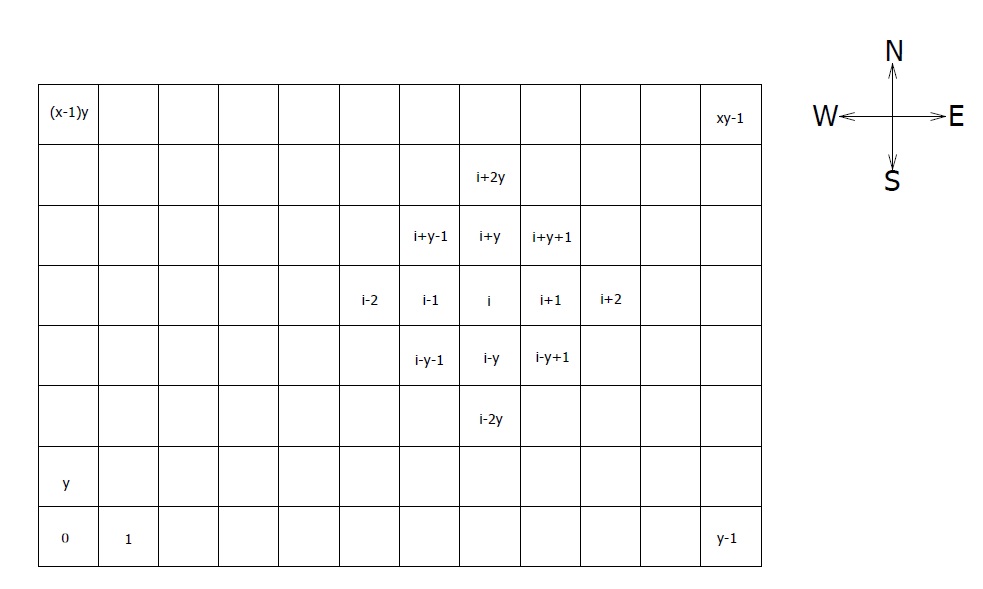 N
(x-1)y xy-1 W E
i+2y S
i+y-1 i+y i+y+1
i-2 i-1 i i+1 i+2
i-y-1 i-y i-y+1
i-2y
y
0 1 y-1